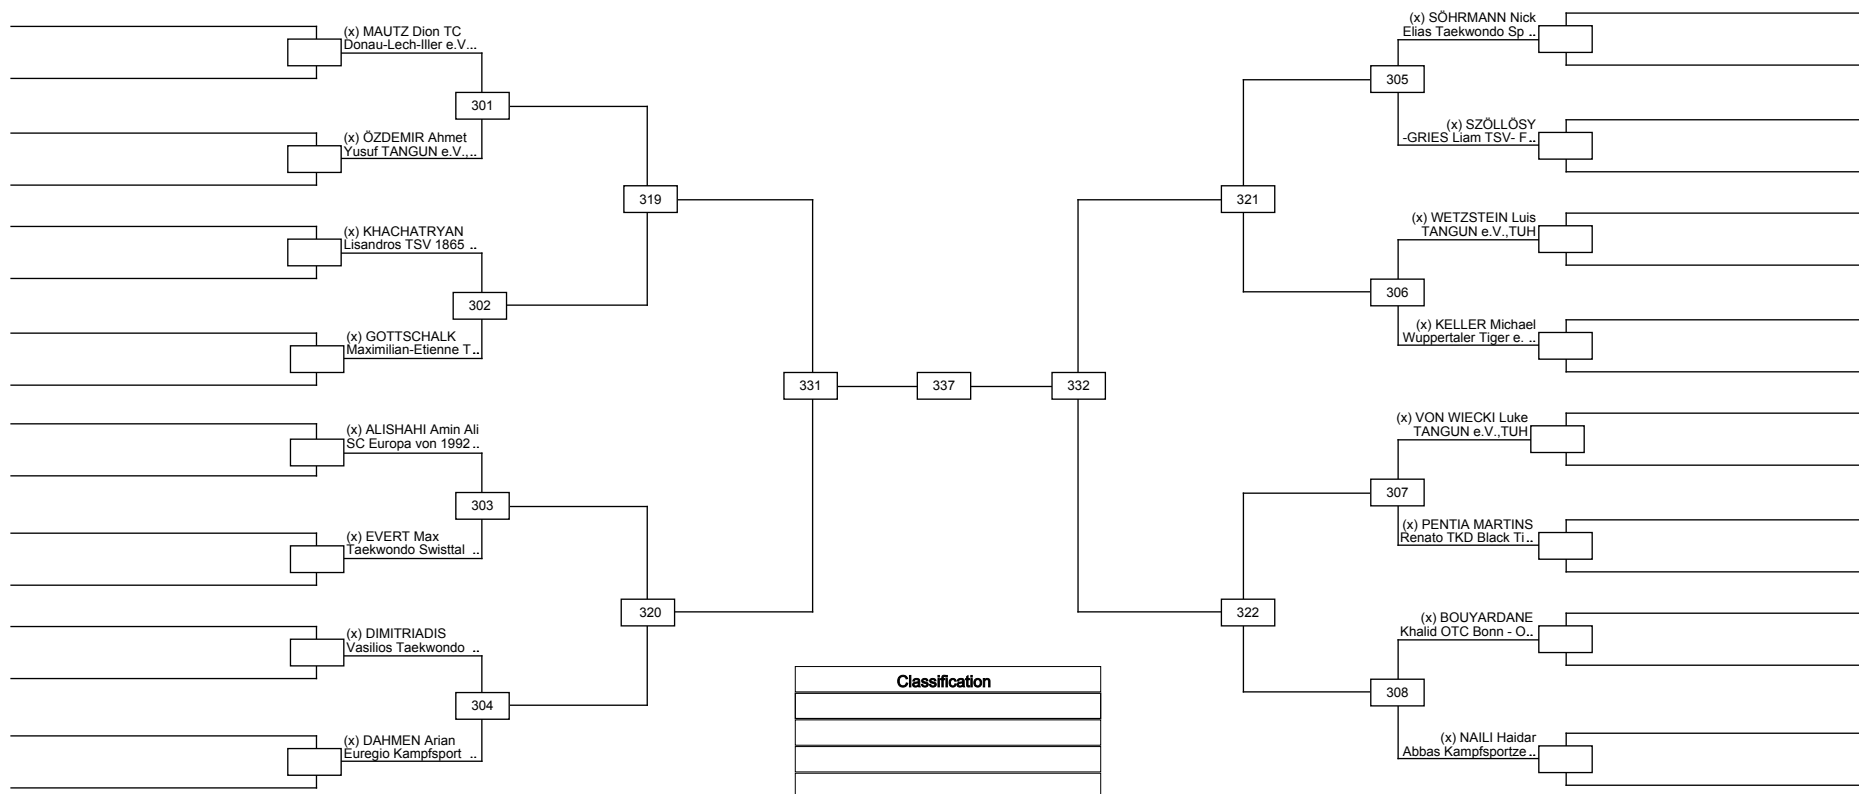 (x) MAUTZ Dion TC
Donau-Lech-Iller e.V...
301
(x) ÖZDEMIR Ahmet
Yusuf TANGUN e.V.,..
319
(x) KHACHATRYAN
Lisandros TSV 1865 ..
302
(x) GOTTSCHALK
Maximilian-Etienne T..
331
(x) ALISHAHI Amin Ali
SC Europa von 1992..
303
(x) EVERT Max
Taekwondo Swisttal ..
320
(x) DIMITRIADIS
Vasilios Taekwondo ..
304
(x) DAHMEN Arian
Euregio Kampfsport ..
337
Classification
332
(x) SÖHRMANN Nick
Elias Taekwondo Sp ..
305
(x) SZÖLLÖSY
-GRIES Liam TSV- F..
321
(x) WETZSTEIN Luis
TANGUN e.V.,TUH
306
(x) KELLER Michael
Wuppertaler Tiger e. ..
(x) VON WIECKI Luke
TANGUN e.V.,TUH
307
(x) PENTIA MARTINS
Renato TKD Black Ti..
322
(x) BOUYARDANE
Khalid OTC Bonn - O..
308
(x) NAILI Haidar
Abbas Kampfsportze ..